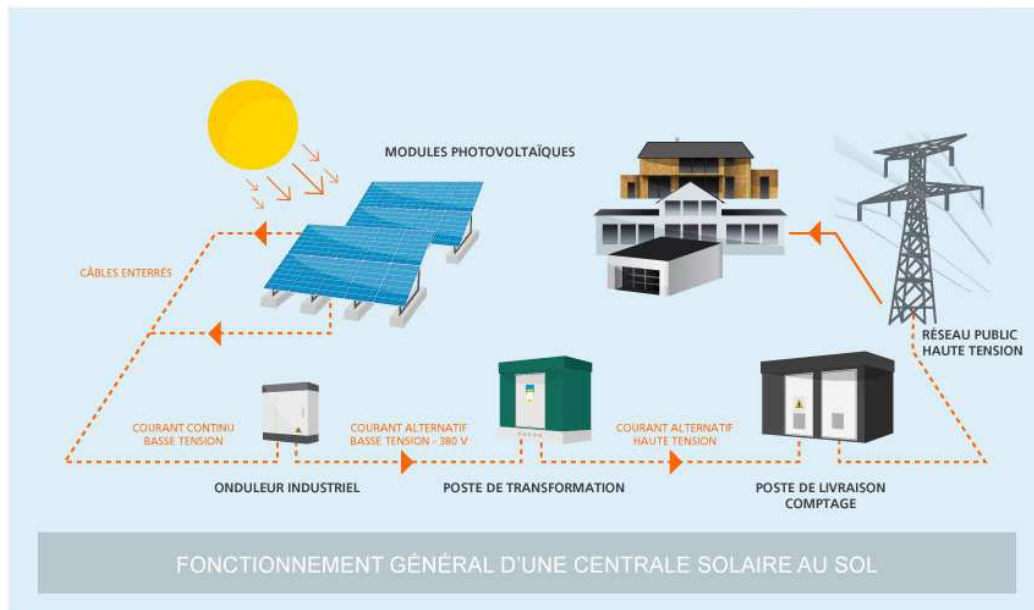 MODULES PHOTOVOLTAÏQUES
CÂBLES ENTERRÉS
RÉSEAU PUBLIC
HAUTE TENSION
COURANT CONTINU
BASSE TENSION
COURANT ALTERNATIF
BASSE TENSION - 380 V
COURANT ALTERNATIF
HAUTE TENSION
ONDULEUR INDUSTRIEL
POSTE DE TRANSFORMATION
POSTE DE LIVRAISON
COMPTAGE
FONCTIONNEMENT GÉNÉRAL D'UNE CENTRALE SOLAIRE AU SOL